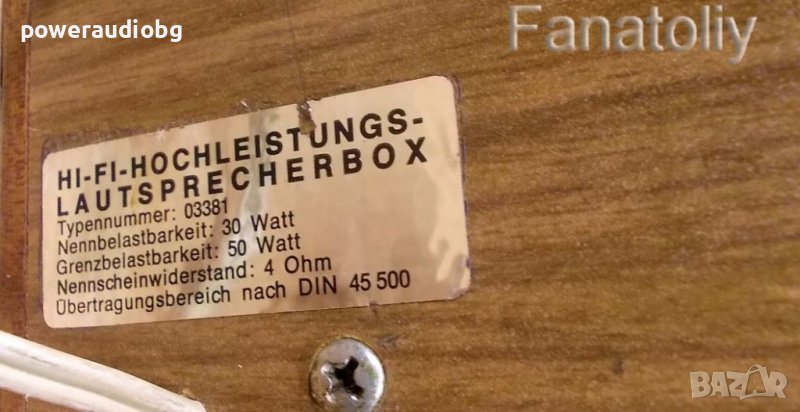 poweraudiobg
Fanatoliy
HI-FI-HOCHLEISTUNGS-
LAUTSPRECHERBOX
Typennummer: 03381
Nennbelastbarkeit: 30 Watt
Grenzbelastbarkeit: 50 Watt
Nennscheinwiderstand: 4 Ohm
Übertragungsbereich nach DIN 45 500
BAZAR